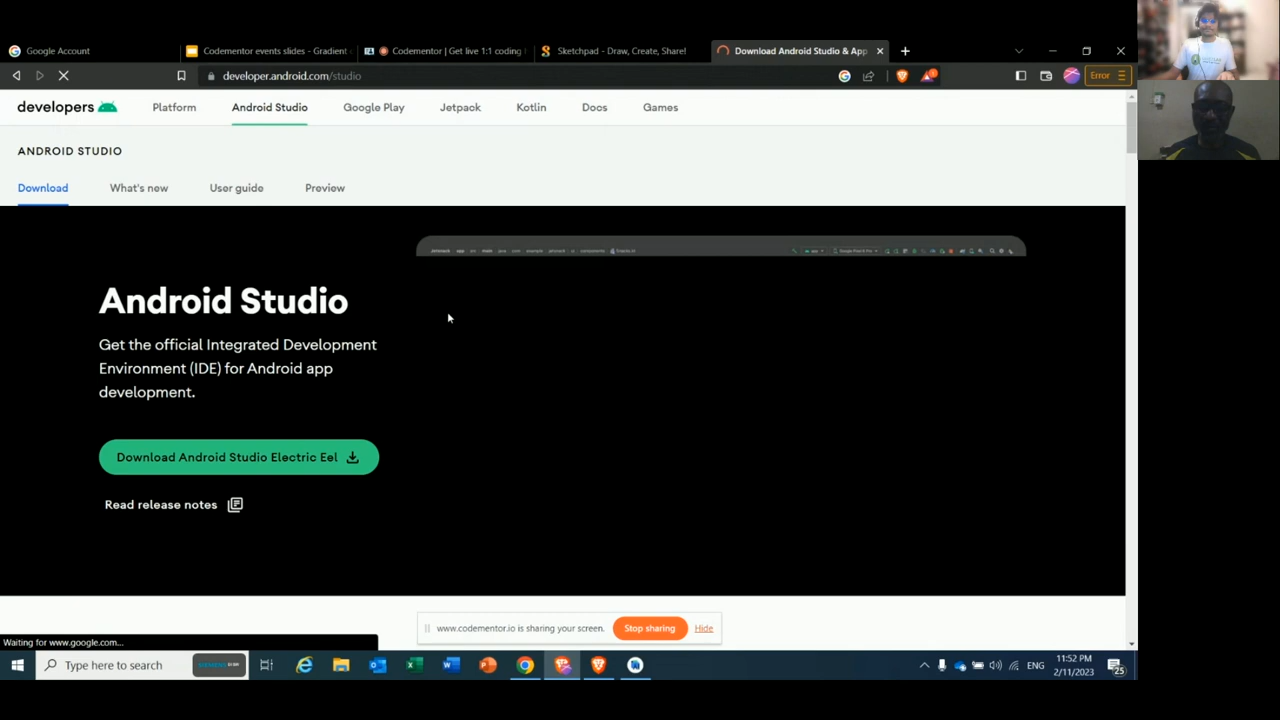 Google Account
Codementor events slides - Gradient
Codementor | Get live 1:1 coding
Sketchpad - Draw, Create, Share!
Download Android Studio & App
developer.android.com/studio
Error
developers
Platform
Android Studio
Google Play
Jetpack
Kotlin
Docs
Games
ANDROID STUDIO
Download
What's new
User guide
Preview
Android Studio
Get the official Integrated Development
Environment (IDE) for Android app
development.
Download Android Studio Electric Eel
Read release notes
www.codementor.io is sharing your screen.
Stop sharing
Hide
Waiting for www.google.com...
Type here to search
ENG
11:52 PM
2/11/2023
25